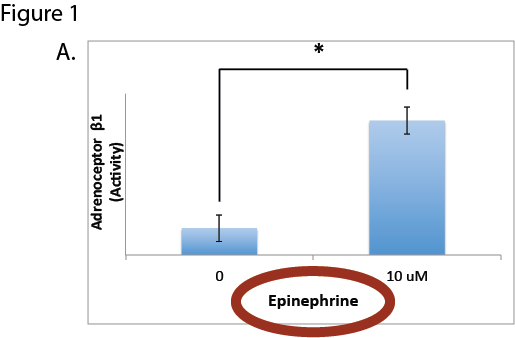 Figure 1
A.
*
Adrenoceptor β1
(Activity)
0
10 uM
Epinephrine